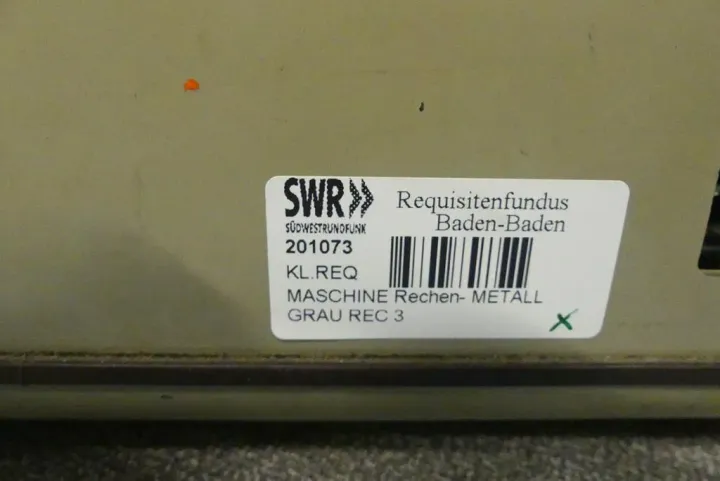 SWR
SÜDWESTRUNDFUNK
Requisitenfundus
Baden-Baden
201073
KL.REQ
MASCHINE Rechen- METALL
GRAU REC 3
X